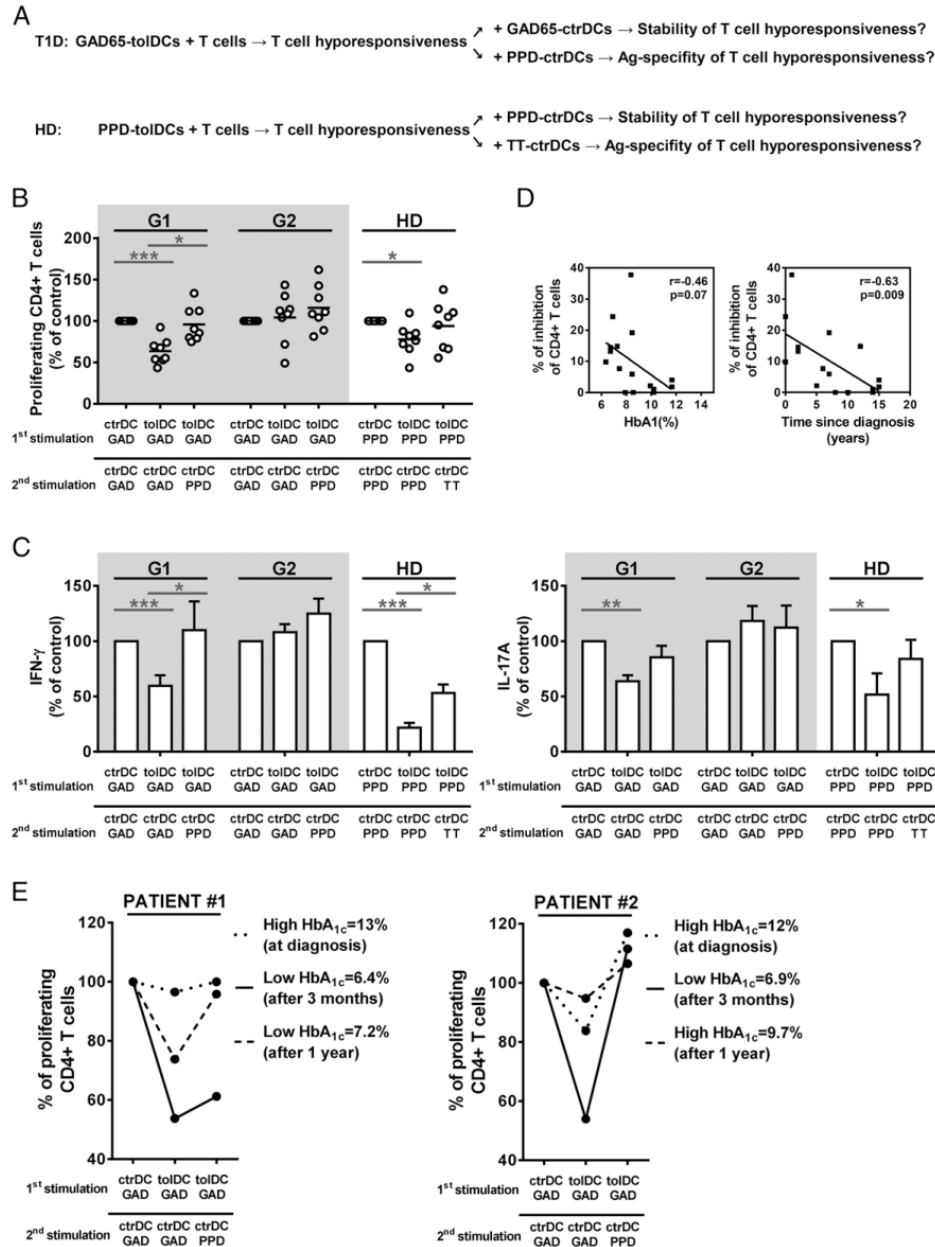 A
T1D: GAD65-tolDCs + T cells → T cell hyporesponsiveness
↗ + GAD65-ctrDCs → Stability of T cell hyporesponsiveness?
↘ + PPD-ctrDCs → Ag-specifity of T cell hyporesponsiveness?
HD: PPD-tolDCs + T cells → T cell hyporesponsiveness
↗ + PPD-ctrDCs → Stability of T cell hyporesponsiveness?
↘ + TT-ctrDCs → Ag-specifity of T cell hyporesponsiveness?
B
G1 G2 HD
*** * *
Proliferating CD4+ T cells
(% of control)
200
150
100
50
0
ctrDC tolDC tolDC ctrDC tolDC tolDC ctrDC tolDC tolDC
1st stimulation GAD GAD GAD GAD GAD GAD PPD PPD PPD
ctrDC ctrDC ctrDC ctrDC ctrDC ctrDC ctrDC ctrDC ctrDC
2nd stimulation GAD GAD PPD GAD GAD PPD PPD PPD TT
D
% of inhibition
of CD4+ T cells
40
30
20
10
0
r=-0.46
p=0.07
6 8 10 12 14
HbA1(%)
% of inhibition
of CD4+ T cells
40
30
20
10
0
r=-0.63
p=0.009
0 5 10 15 20
Time since diagnosis
(years)
C
G1 G2 HD
*** * *** *
IFN-γ
(% of control)
150
100
50
0
ctrDC tolDC tolDC ctrDC tolDC tolDC ctrDC tolDC tolDC
1st stimulation GAD GAD GAD GAD GAD GAD PPD PPD PPD
ctrDC ctrDC ctrDC ctrDC ctrDC ctrDC ctrDC ctrDC ctrDC
2nd stimulation GAD GAD PPD GAD GAD PPD PPD PPD TT
G1 G2 HD
** *
IL-17A
(% of control)
150
100
50
0
ctrDC tolDC tolDC ctrDC tolDC tolDC ctrDC tolDC tolDC
1st stimulation GAD GAD GAD GAD GAD GAD PPD PPD PPD
ctrDC ctrDC ctrDC ctrDC ctrDC ctrDC ctrDC ctrDC ctrDC
2nd stimulation GAD GAD PPD GAD GAD PPD PPD PPD TT
E
PATIENT #1
% of proliferating
CD4+ T cells
120
100
80
60
40
High HbA1c=13%
(at diagnosis)
Low HbA1c=6.4%
(after 3 months)
Low HbA1c=7.2%
(after 1 year)
ctrDC tolDC tolDC
1st stimulation GAD GAD GAD
ctrDC ctrDC ctrDC
2nd stimulation GAD GAD PPD
PATIENT #2
% of proliferating
CD4+ T cells
120
100
80
60
40
High HbA1c=12%
(at diagnosis)
Low HbA1c=6.9%
(after 3 months)
High HbA1c=9.7%
(after 1 year)
ctrDC tolDC tolDC
1st stimulation GAD GAD GAD
ctrDC ctrDC ctrDC
2nd stimulation GAD GAD PPD